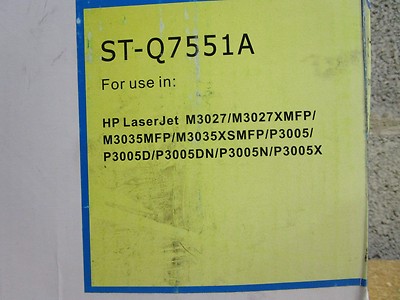 ST-Q7551A
For use in:
HP LaserJet M3027/M3027XMFP/
M3035MFP/M3035XSMFP/P3005/
P3005D/P3005DN/P3005N/P3005X